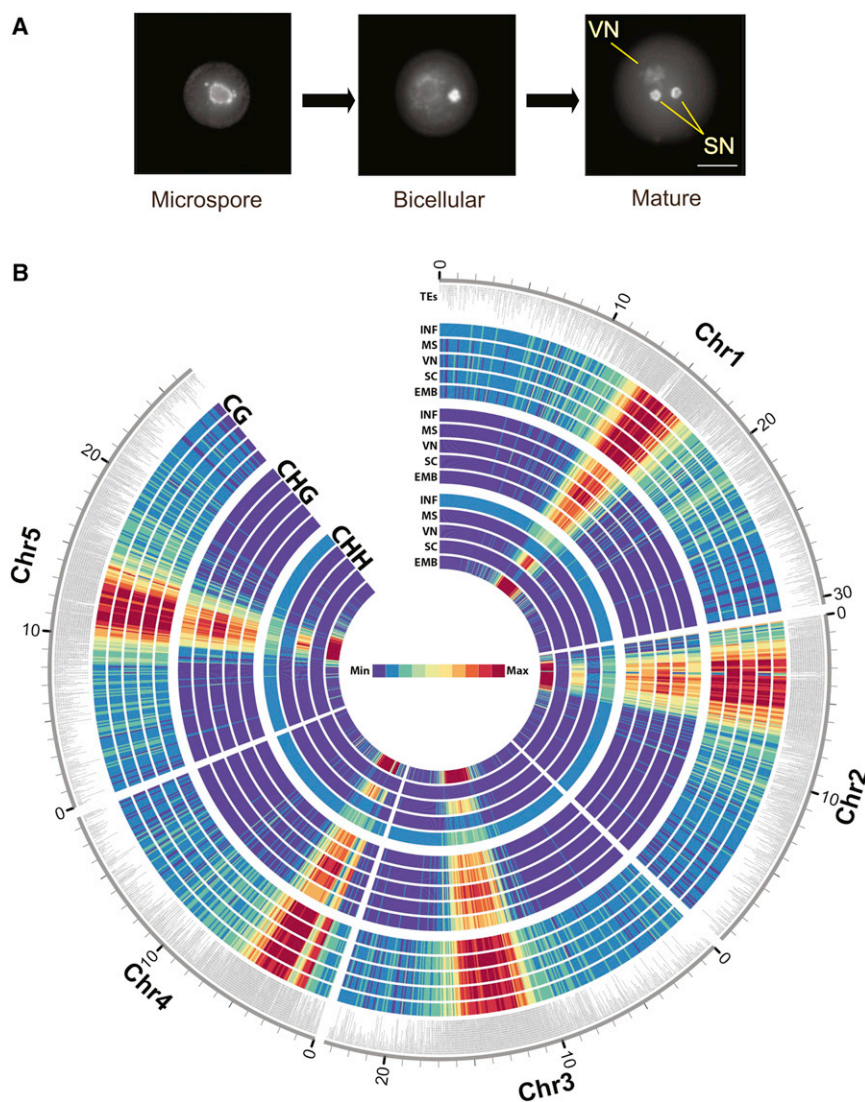 A
VN
SN
Microspore
Bicellular
Mature
B
0
10
Chr1
20
30
TEs
INF
MS
VN
SC
EMB
INF
MS
VN
SC
EMB
INF
MS
VN
SC
EMB
CG
CHG
CHH
Min
Max
0
Chr2
10
0
Chr3
10
20
0
Chr4
10
0
Chr5
10
20